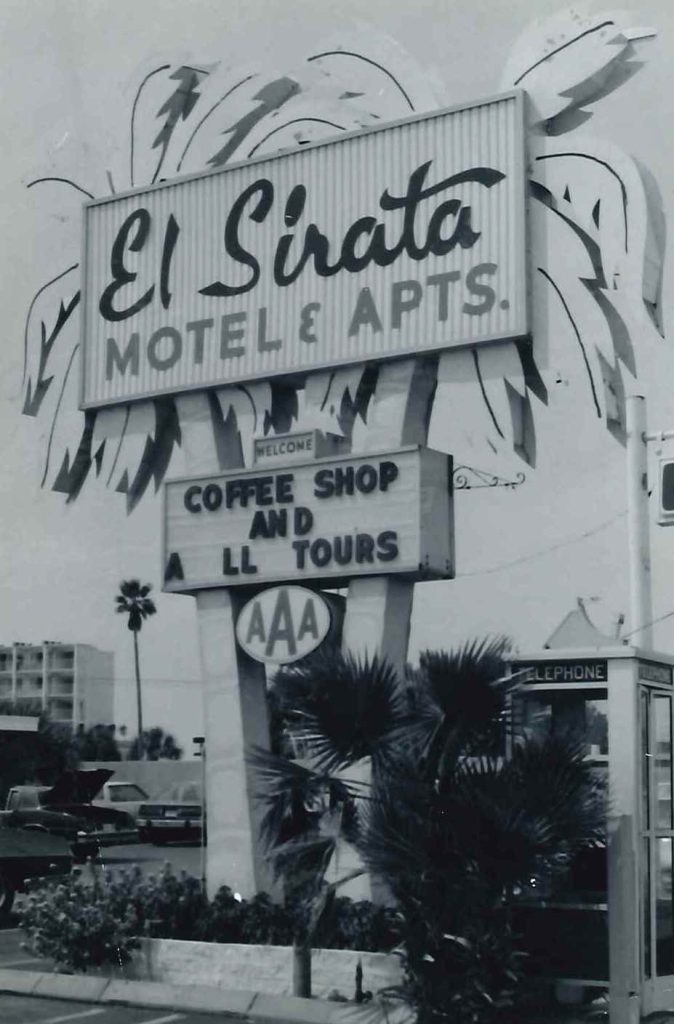 El Sirata
MOTEL & APTS.
WELCOME
COFFEE SHOP
AND
A LL TOURS
AAA
TELEPHONE